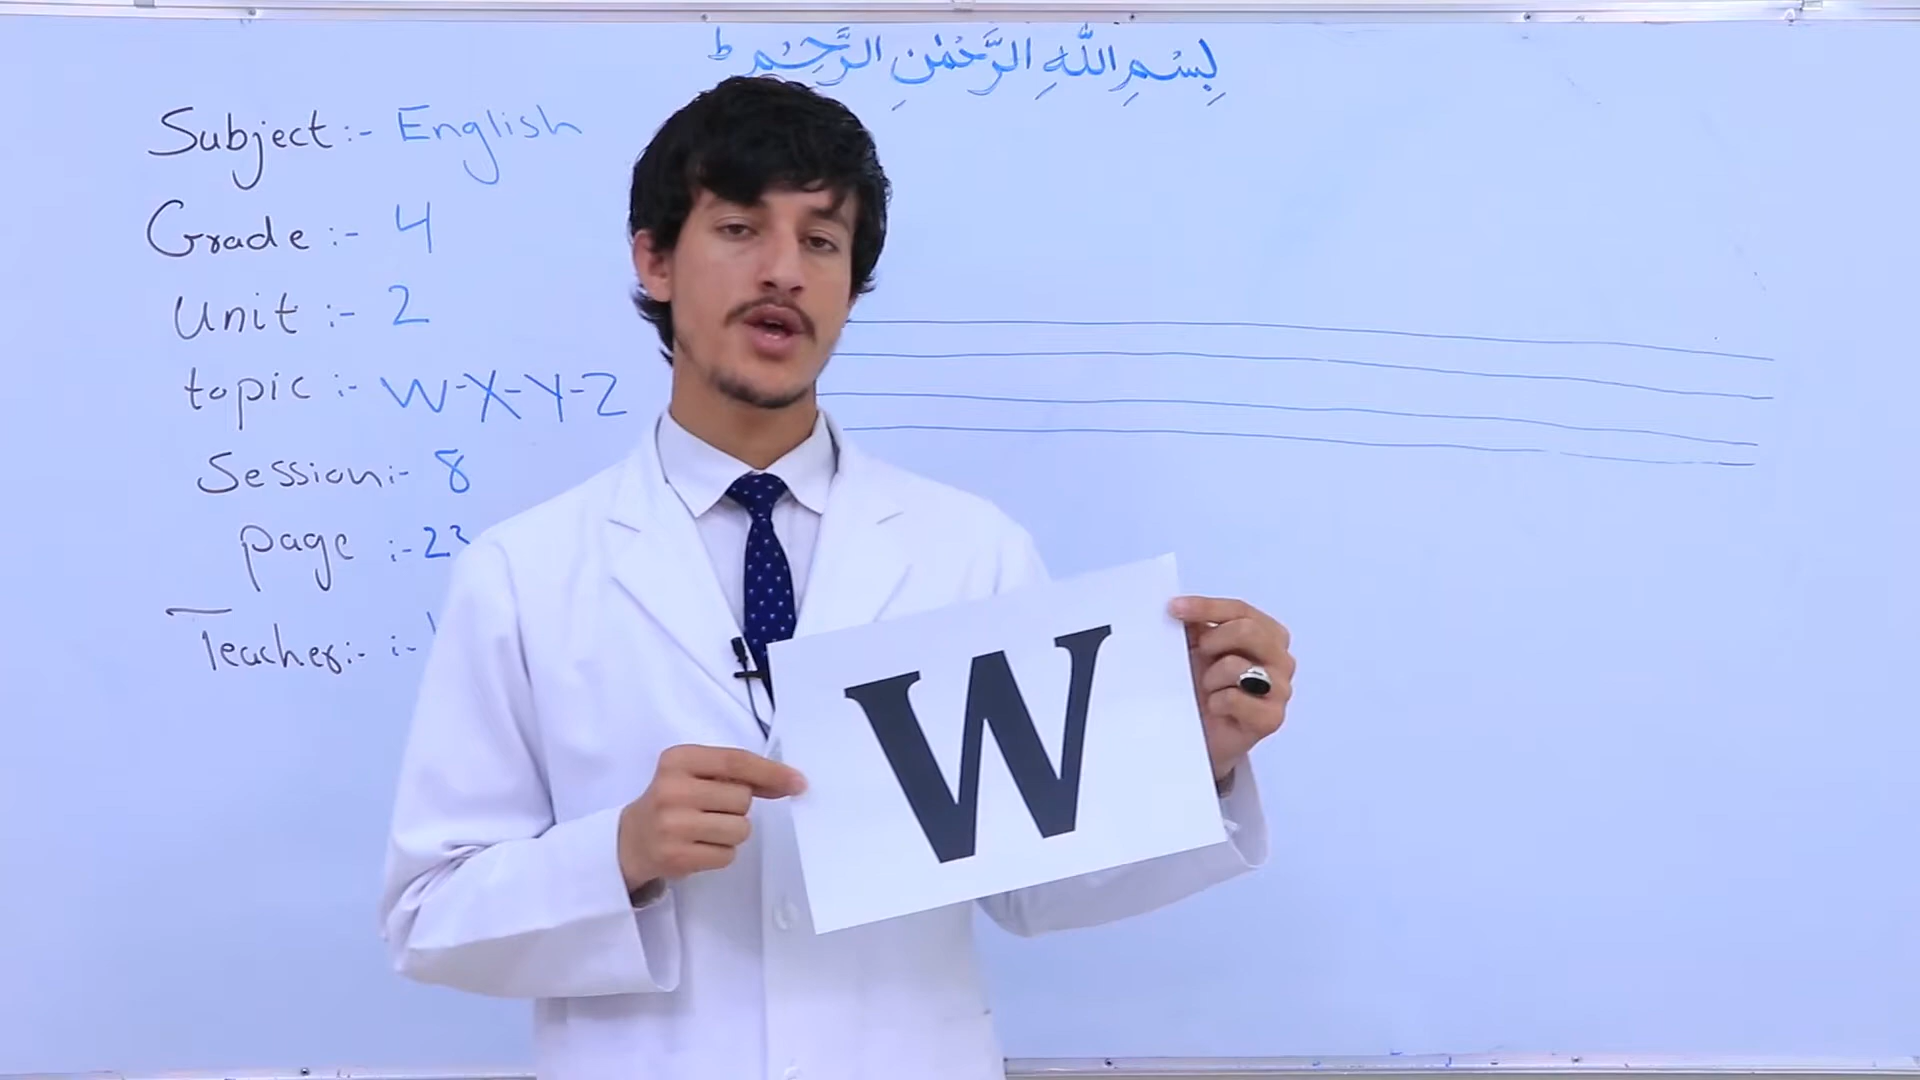 بِسْمِ اللّٰهِ الرَّحْمٰنِ الرَّحِيْمِ ط
Subject:- English
Grade:- 4
Unit:- 2
topic:- W-X-Y-Z
Session:- 8
page:-
Teacher:-
W